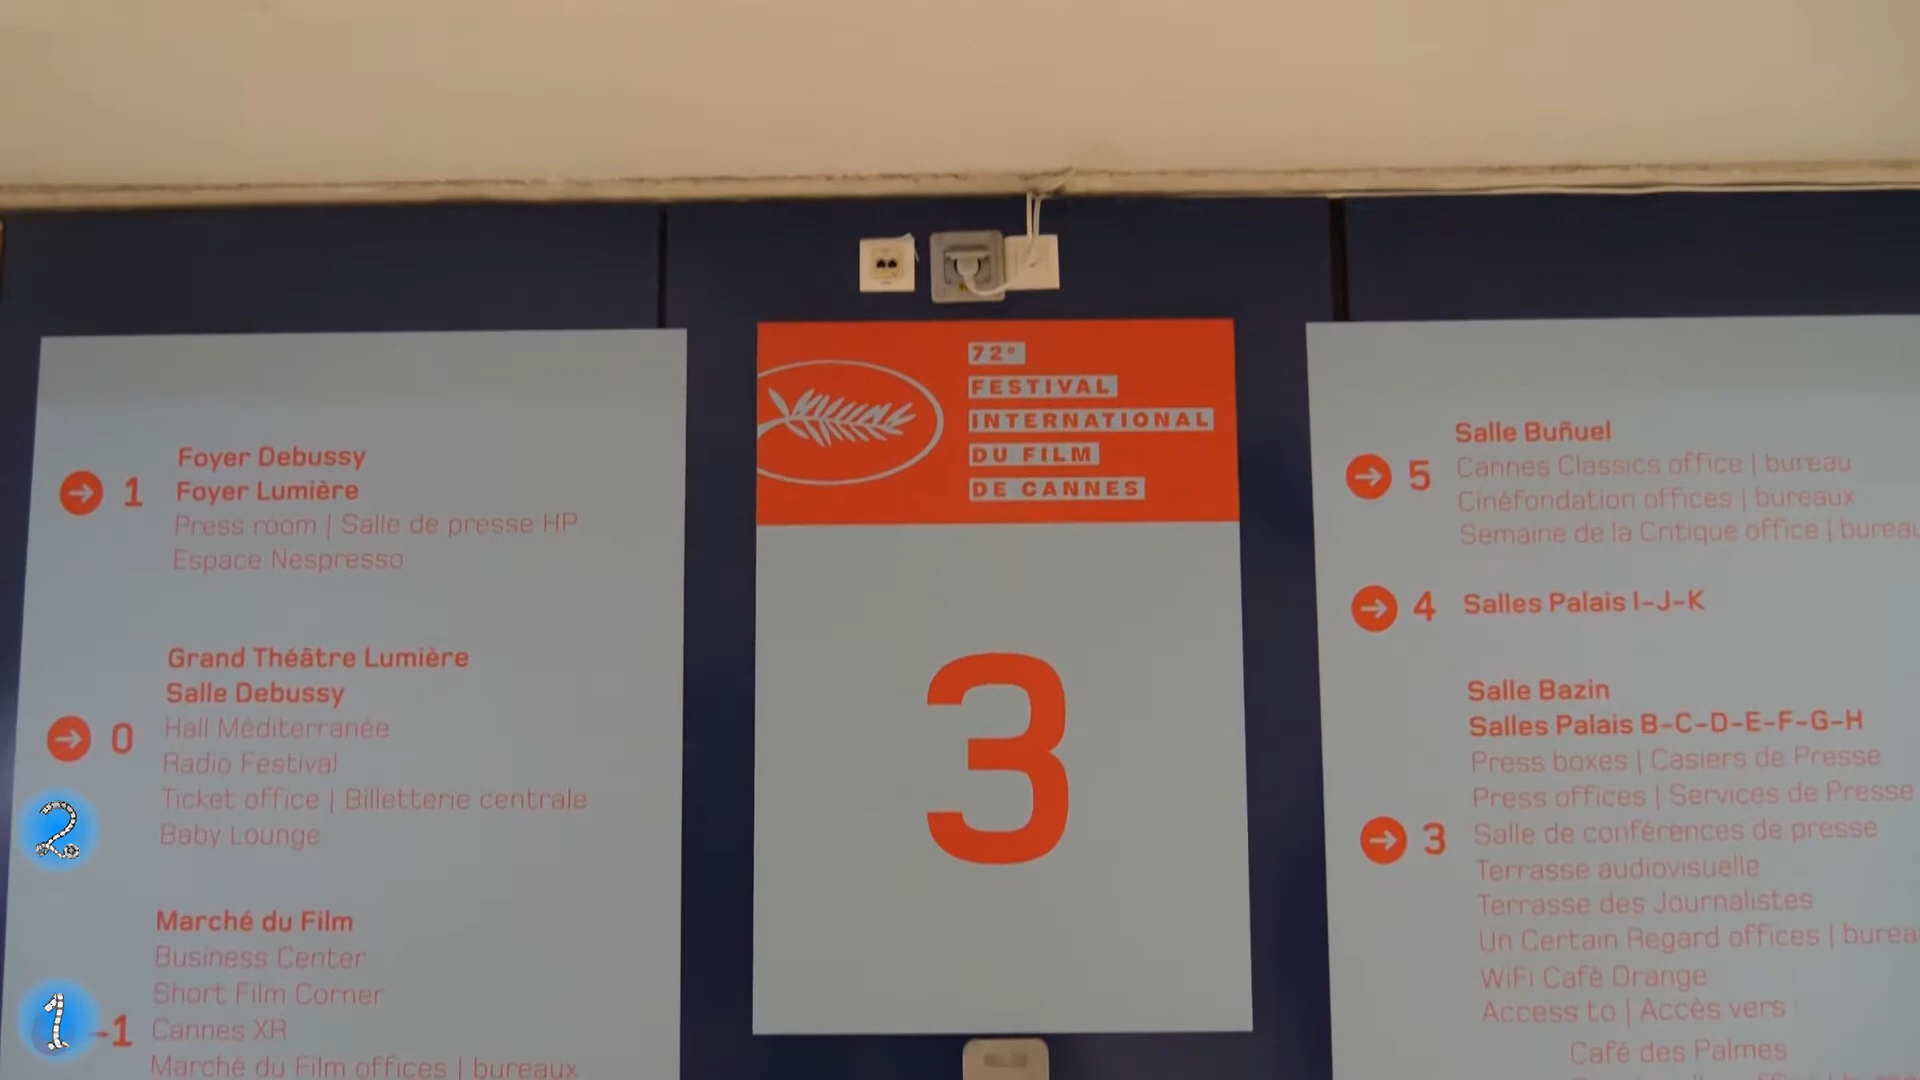 72e
FESTIVAL
INTERNATIONAL
DU FILM
DE CANNES
3
1
Foyer Debussy
Foyer Lumière
Press room | Salle de presse HP
Espace Nespresso
0
Grand Théâtre Lumière
Salle Debussy
Hall Méditerranée
Radio Festival
Ticket office | Billetterie centrale
Baby Lounge
2
-1
Marché du Film
Business Center
Short Film Corner
Cannes XR
Marché du Film offices | bureaux
1
5
Salle Buñuel
Cannes Classics office | bureau
Cinéfondation offices | bureaux
Semaine de la Critique office | bureau
4 Salles Palais I-J-K
3
Salle Bazin
Salles Palais B-C-D-E-F-G-H
Press boxes | Casiers de Presse
Press offices | Services de Presse
Salle de conférences de presse
Terrasse audiovisuelle
Terrasse des Journalistes
Un Certain Regard offices | burea
WiFi Café Orange
Access to | Accès vers
Café des Palmes